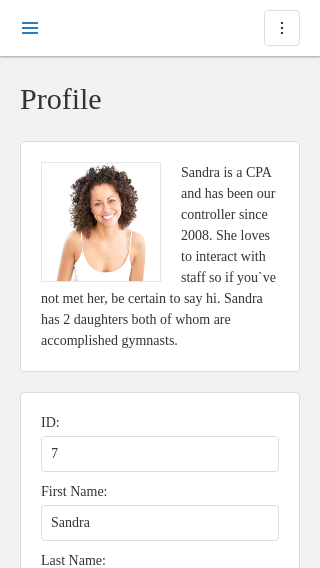 Profile
Sandra is a CPA
and has been our
controller since
2008. She loves
to interact with
staff so if you`ve
not met her, be certain to say hi. Sandra
has 2 daughters both of whom are
accomplished gymnasts.
ID:
7
First Name:
Sandra
Last Name: